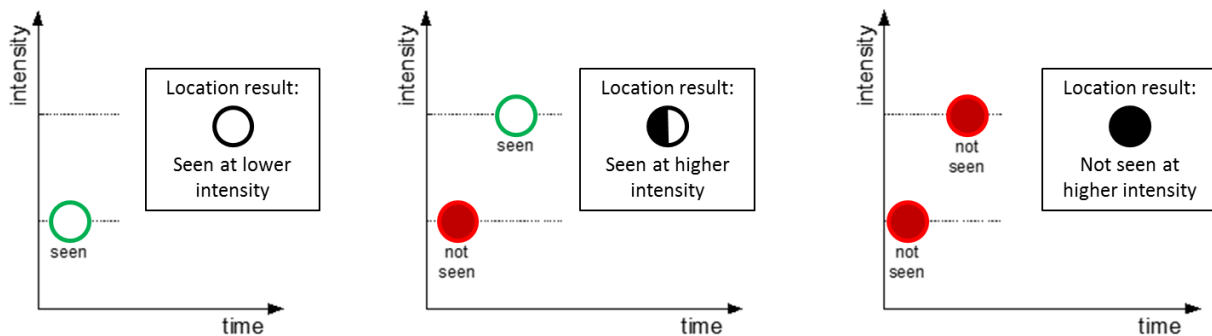 intensity
Location result:
Seen at lower
intensity
seen
time
intensity
Location result:
Seen at higher
intensity
seen
not
seen
time
intensity
Location result:
Not seen at
higher intensity
not
seen
not
seen
time